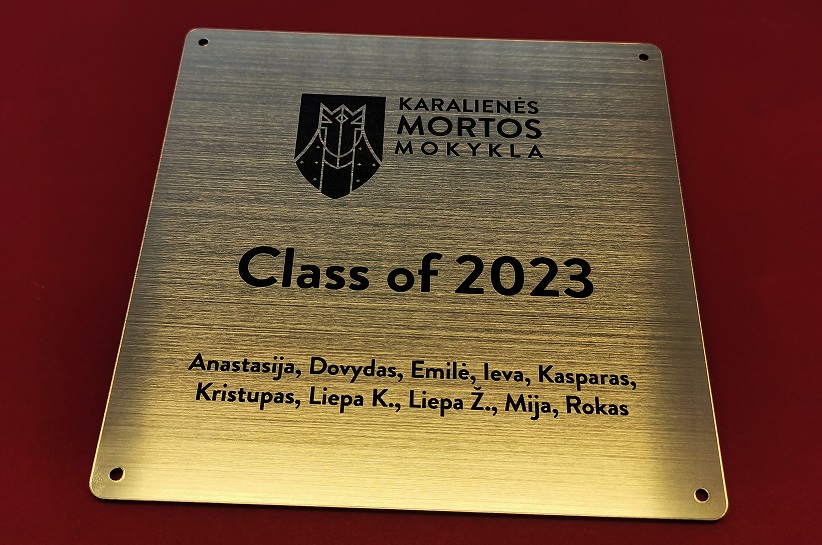 KARALIENĖS
MORTOS
MOKYKLA
Class of 2023
Anastasija, Dovydas, Emilė, Ieva, Kasparas,
Kristupas, Liepa K., Liepa Ž., Mija, Rokas